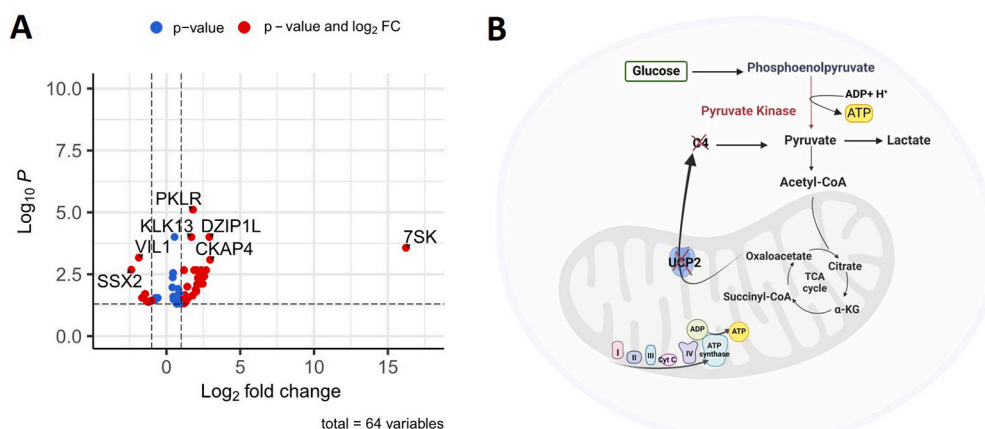 A
p-value
p - value and log2 FC
Log10 P
10.0
7.5
5.0
2.5
0.0
PKLR
KLK13
DZIP1L
VIL1
CKAP4
7SK
SSX2
0
5
10
15
Log2 fold change
total = 64 variables
B
Glucose
Phosphoenolpyruvate
ADP+ H+
ATP
Pyruvate Kinase
C4
Pyruvate
Lactate
Acetyl-CoA
UCP2
Oxaloacetate
Citrate
TCA
cycle
Succinyl-CoA
α-KG
ADP
ATP
I
II
III
Cyt C
IV
ATP
synthase